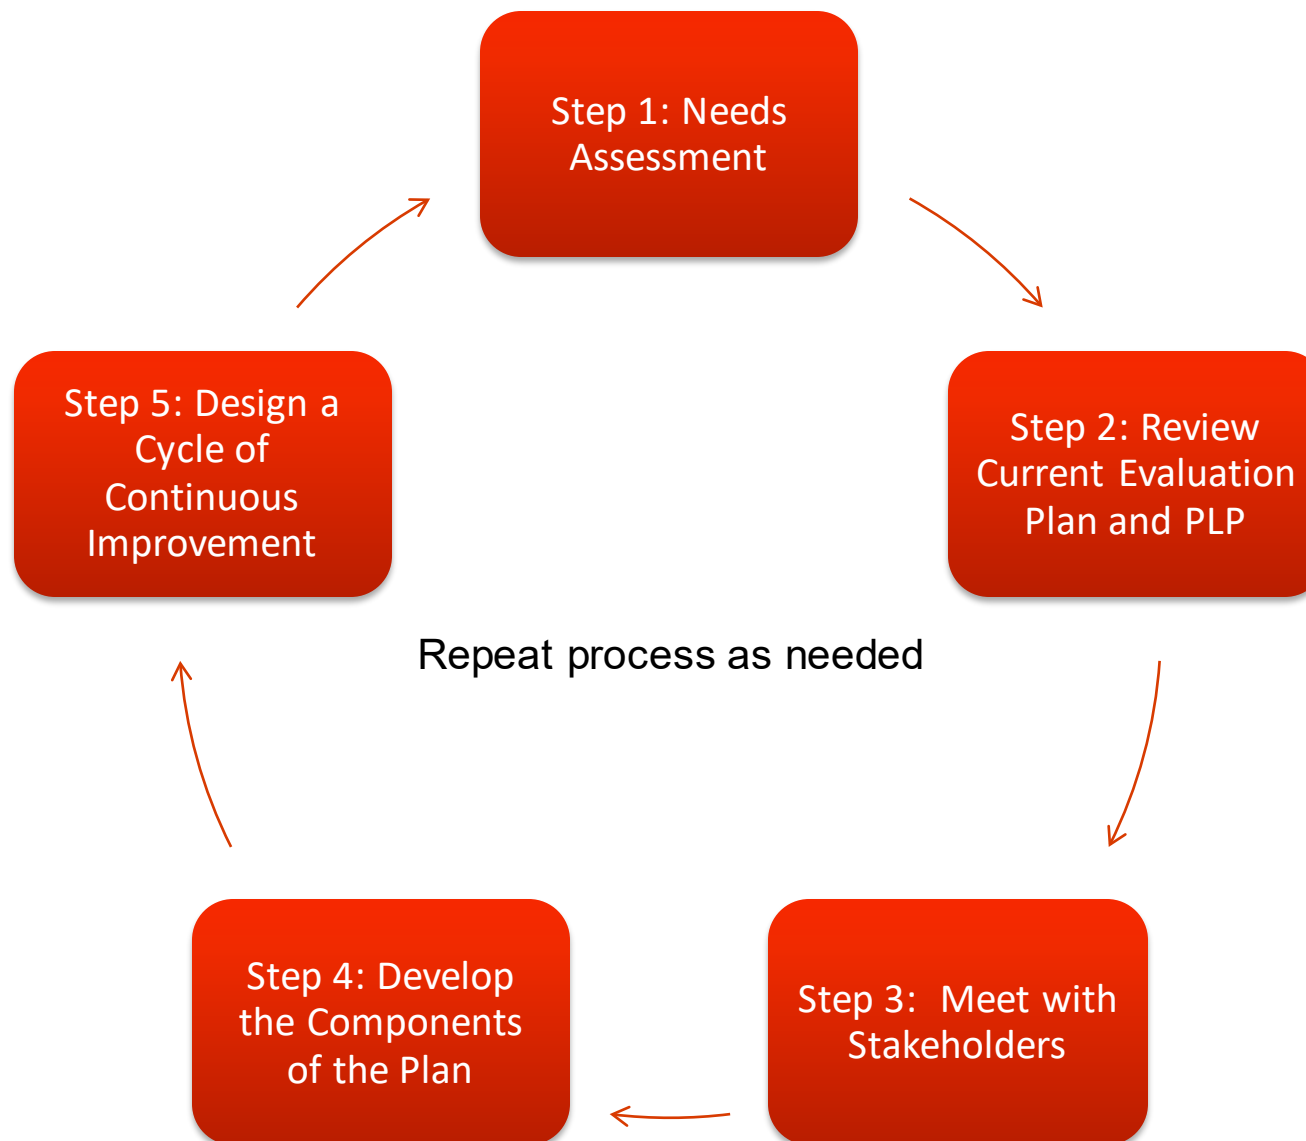 Step 1: Needs
Assessment
Step 2: Review
Current Evaluation
Plan and PLP
Step 3:  Meet with
Stakeholders
Step 4: Develop
the Components
of the Plan
Step 5: Design a
Cycle of
Continuous
Improvement
Repeat process as needed